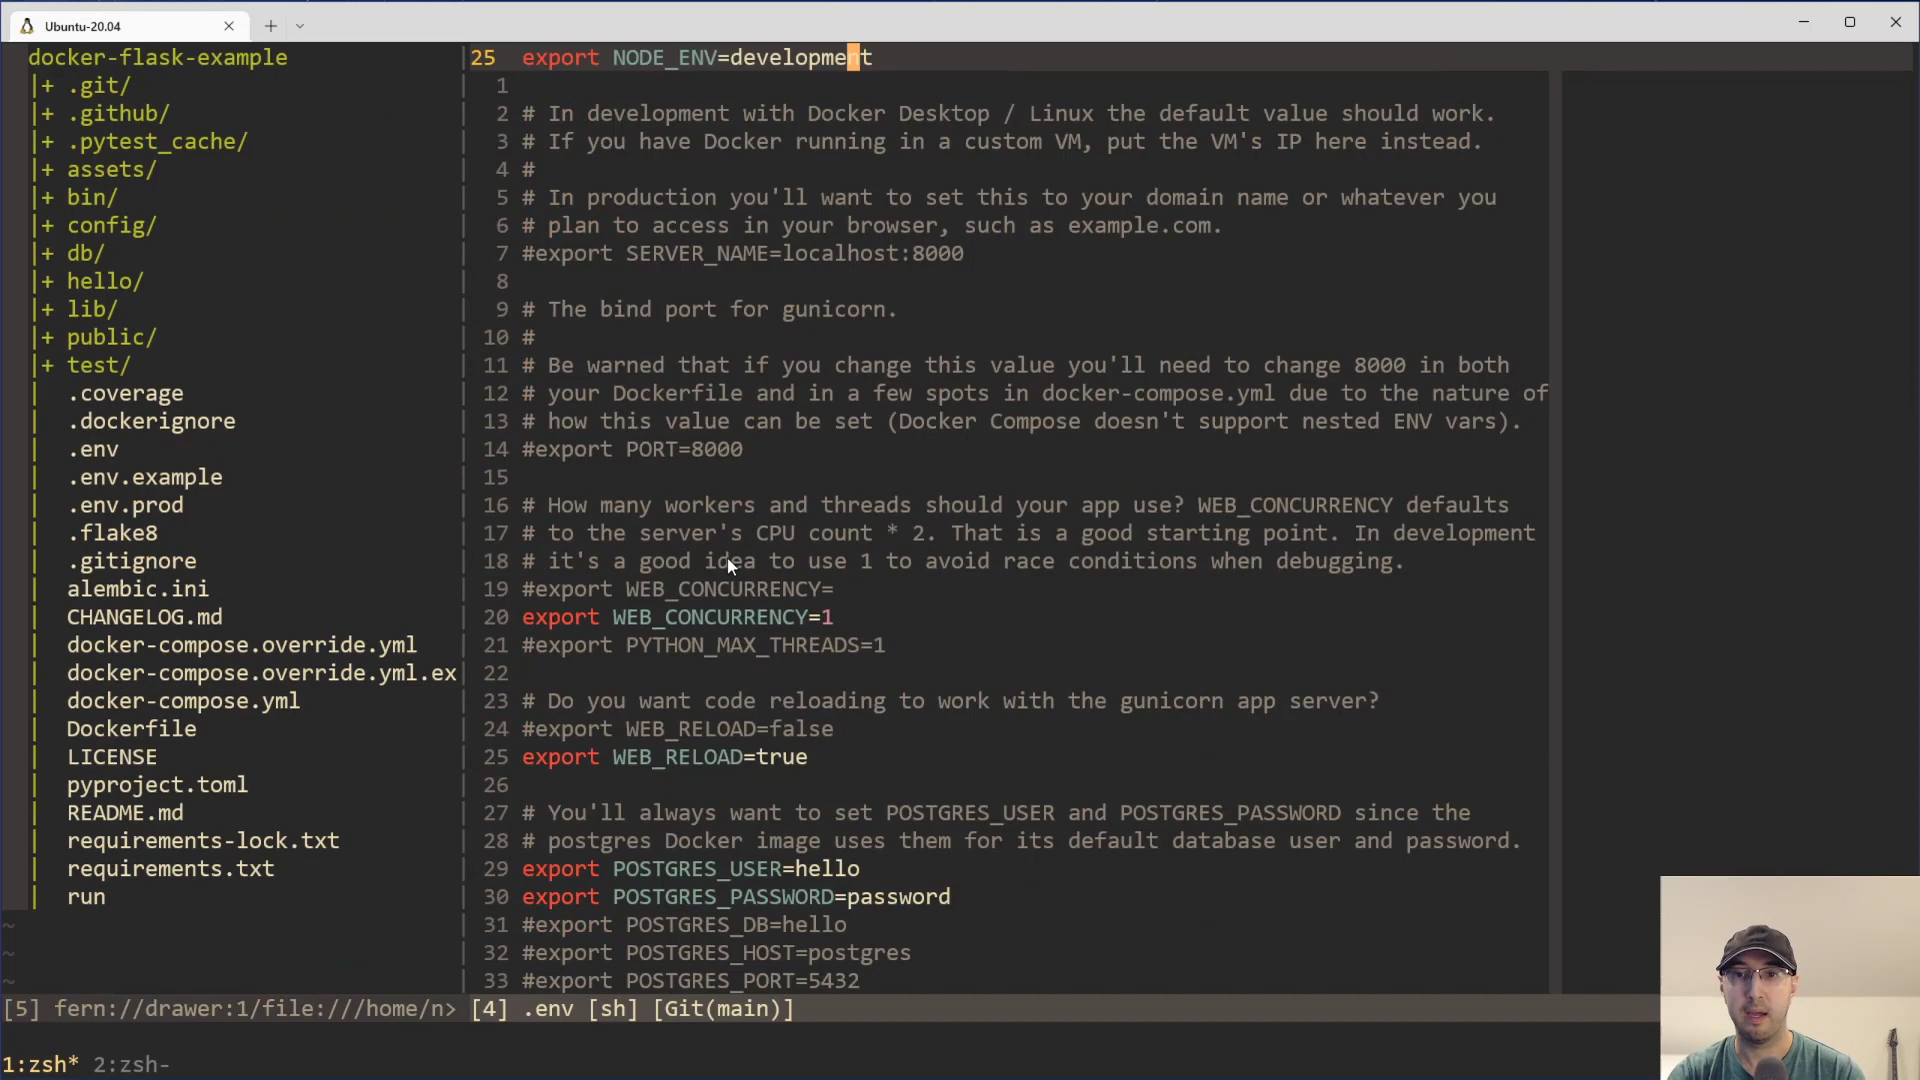 Ubuntu-20.04
docker-flask-example
|+ .git/
|+ .github/
|+ .pytest_cache/
|+ assets/
|+ bin/
|+ config/
|+ db/
|+ hello/
|+ lib/
|+ public/
|+ test/
| .coverage
| .dockerignore
| .env
| .env.example
| .env.prod
| .flake8
| .gitignore
| alembic.ini
| CHANGELOG.md
| docker-compose.override.yml
| docker-compose.override.yml.ex
| docker-compose.yml
| Dockerfile
| LICENSE
| pyproject.toml
| README.md
| requirements-lock.txt
| requirements.txt
| run
~
~
~
25 export NODE_ENV=development
1
2 # In development with Docker Desktop / Linux the default value should work.
3 # If you have Docker running in a custom VM, put the VM's IP here instead.
4 #
5 # In production you'll want to set this to your domain name or whatever you
6 # plan to access in your browser, such as example.com.
7 #export SERVER_NAME=localhost:8000
8
9 # The bind port for gunicorn.
10 #
11 # Be warned that if you change this value you'll need to change 8000 in both
12 # your Dockerfile and in a few spots in docker-compose.yml due to the nature of
13 # how this value can be set (Docker Compose doesn't support nested ENV vars).
14 #export PORT=8000
15
16 # How many workers and threads should your app use? WEB_CONCURRENCY defaults
17 # to the server's CPU count * 2. That is a good starting point. In development
18 # it's a good idea to use 1 to avoid race conditions when debugging.
19 #export WEB_CONCURRENCY=
20 export WEB_CONCURRENCY=1
21 #export PYTHON_MAX_THREADS=1
22
23 # Do you want code reloading to work with the gunicorn app server?
24 #export WEB_RELOAD=false
25 export WEB_RELOAD=true
26
27 # You'll always want to set POSTGRES_USER and POSTGRES_PASSWORD since the
28 # postgres Docker image uses them for its default database user and password.
29 export POSTGRES_USER=hello
30 export POSTGRES_PASSWORD=password
31 #export POSTGRES_DB=hello
32 #export POSTGRES_HOST=postgres
33 #export POSTGRES_PORT=5432
[5] fern://drawer:1/file:///home/n> [4] .env [sh] [Git(main)]
1:zsh* 2:zsh-